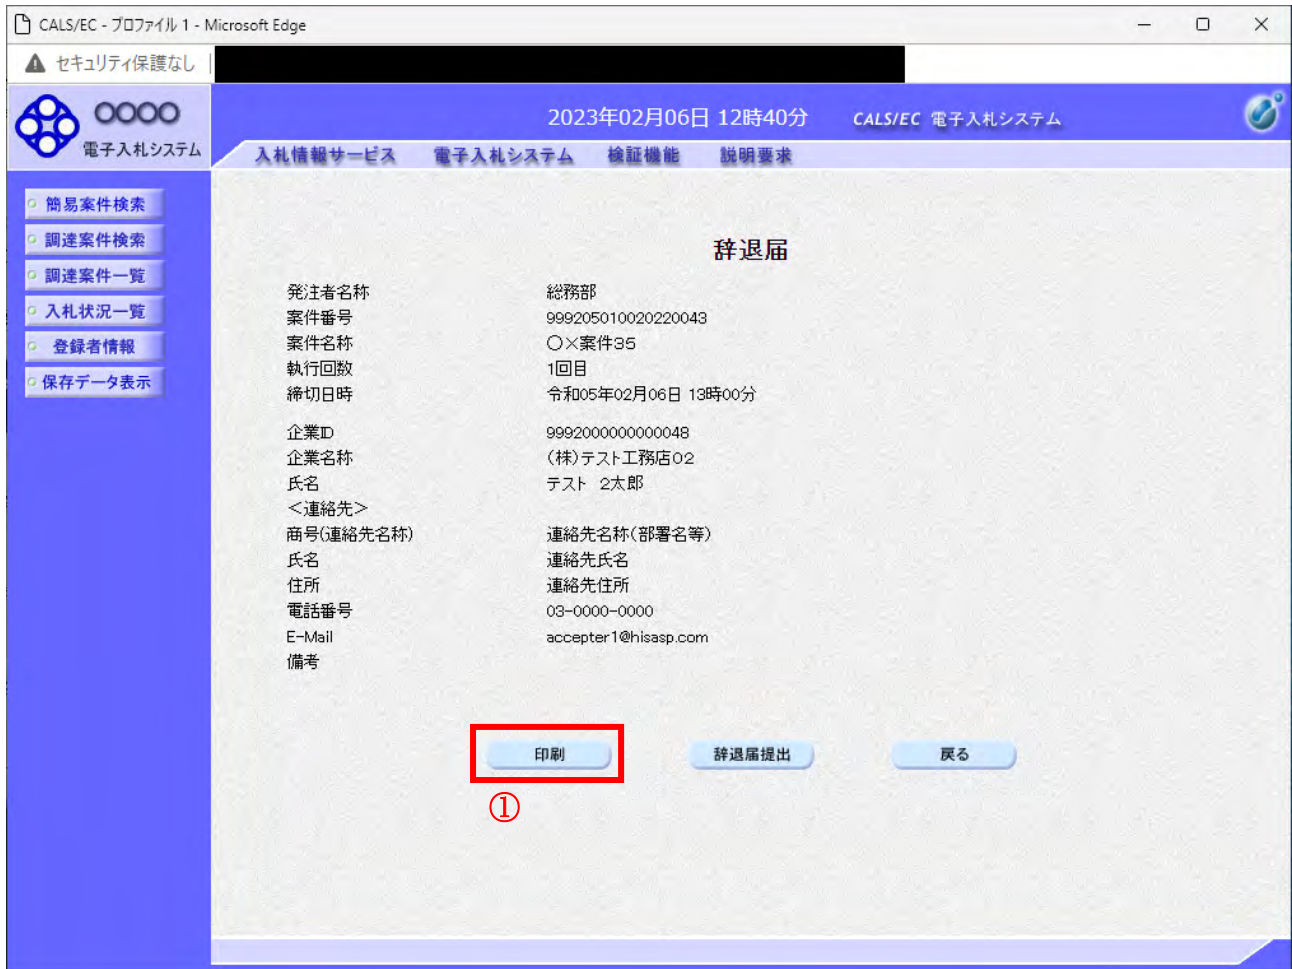 CALS/EC - プロファイル 1 - Microsoft Edge
セキュリティ保護なし
OOOO
電子入札システム
2023年02月06日 12時40分
CALS/EC 電子入札システム
入札情報サービス 電子入札システム 検証機能 説明要求
簡易案件検索
調達案件検索
調達案件一覧
入札状況一覧
登録者情報
保存データ表示
辞退届
発注者名称 総務部
案件番号 999205010020220043
案件名称 ○×案件35
執行回数 1回目
締切日時 令和05年02月06日 13時00分
企業ID 9992000000000048
企業名称 (株)テスト工務店02
氏名 テスト 2太郎
<連絡先>
商号(連絡先名称) 連絡先名称(部署名等)
氏名 連絡先氏名
住所 連絡先住所
電話番号 03-0000-0000
E-Mail accepter1@hisasp.com
備考
印刷 辞退届提出 戻る
①